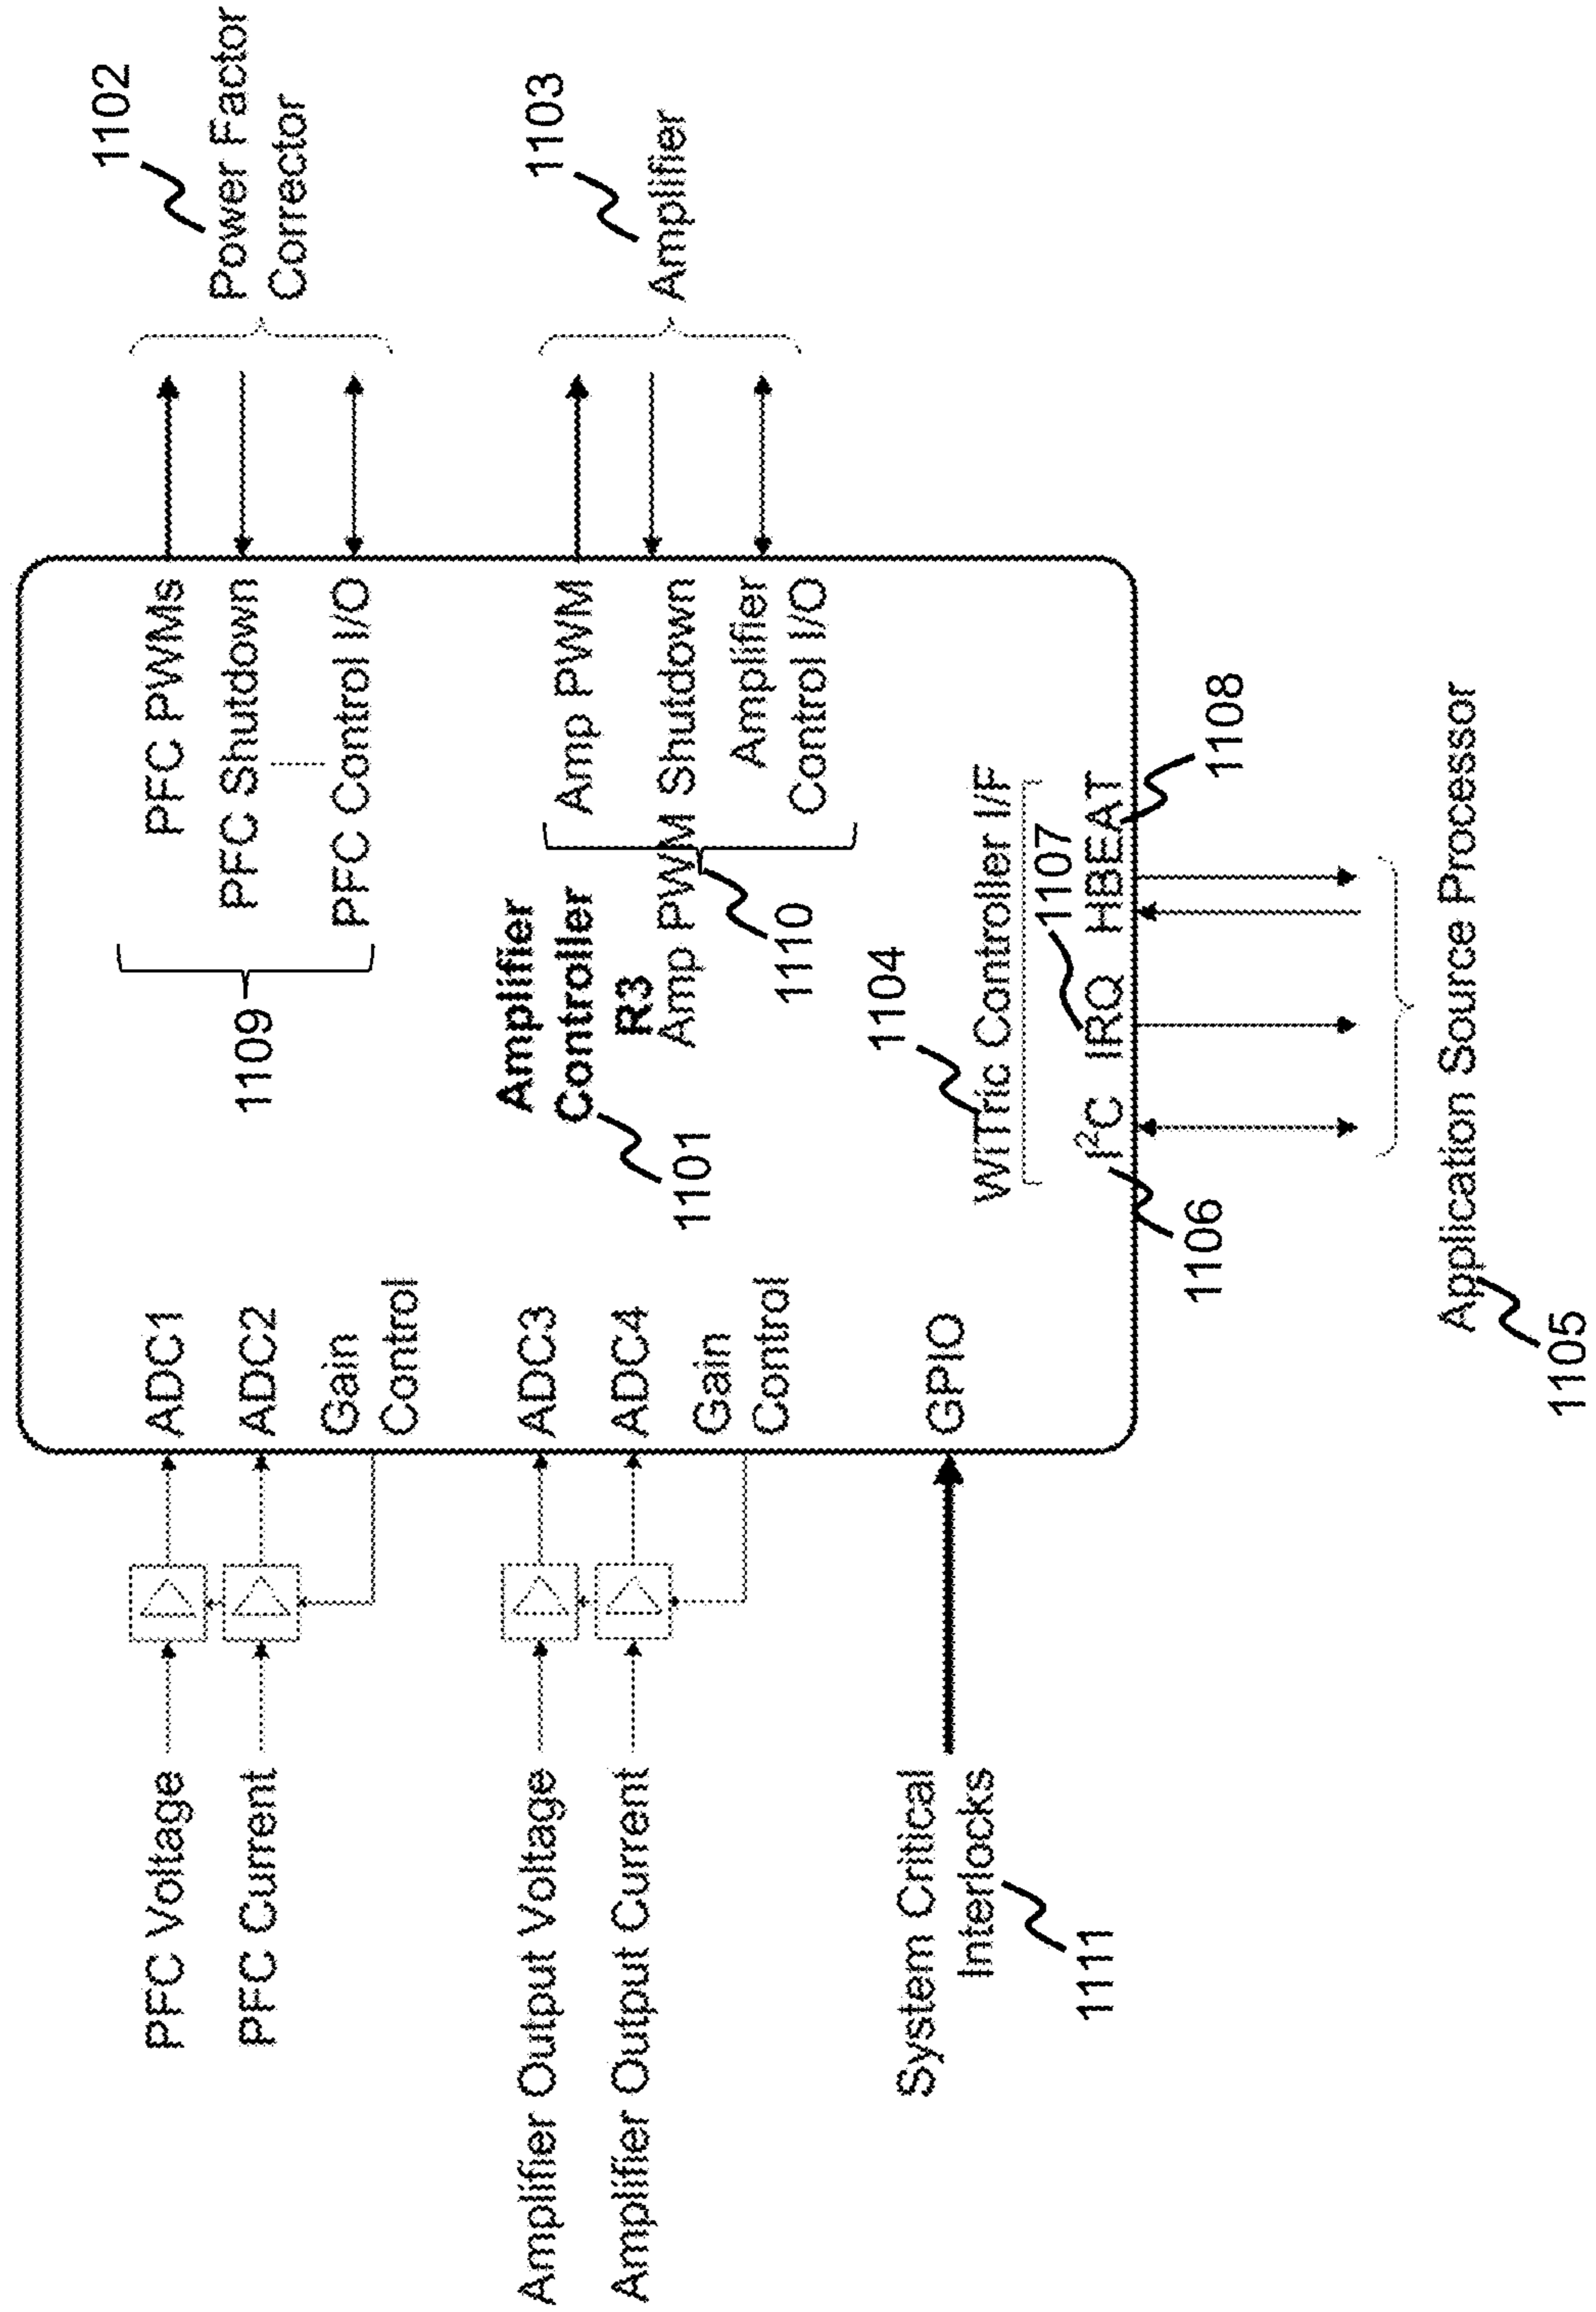 1102
Power Factor
Corrector
1103
Amplifier
PFC PWMs
PFC Shutdown
PFC Control I/O
1109
Amp PWM
Amp PWM Shutdown
Amplifier
Control I/O
1110
Amplifier
Controller
R3
1101
ADC1
ADC2
Gain
Control
ADC3
ADC4
Gain
Control
GPIO
PFC Voltage
PFC Current
Amplifier Output Voltage
Amplifier Output Current
System Critical
Interlocks
1111
1104
WiTric Controller I/F
1107
I²C IRQ HBEAT
1106
1108
Application Source Processor
1105